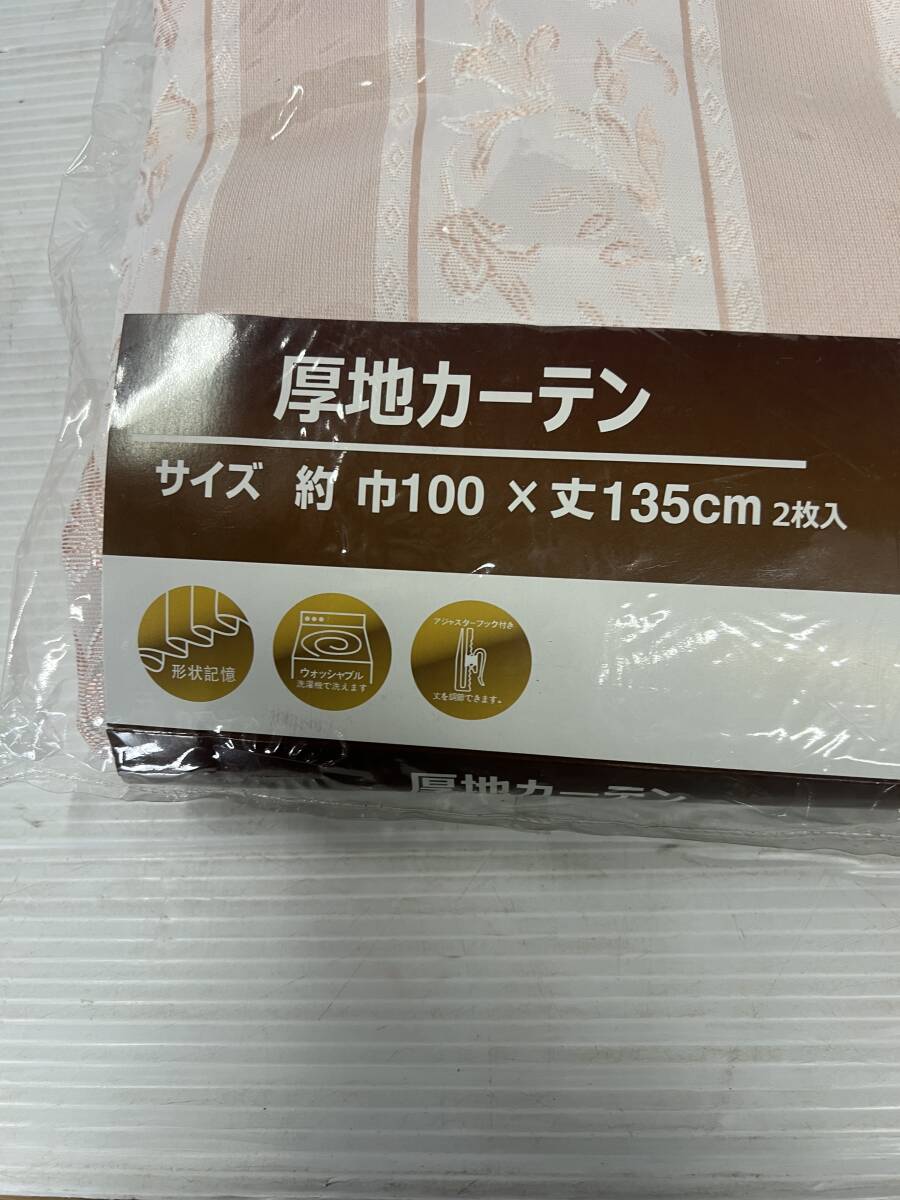 厚地カーテン
サイズ 約 巾100 × 丈135cm 2枚入
形状記憶
ウォッシャブル
洗濯機で洗えます
アジャスターフック付き
丈を調節できます。
厚地カーテン